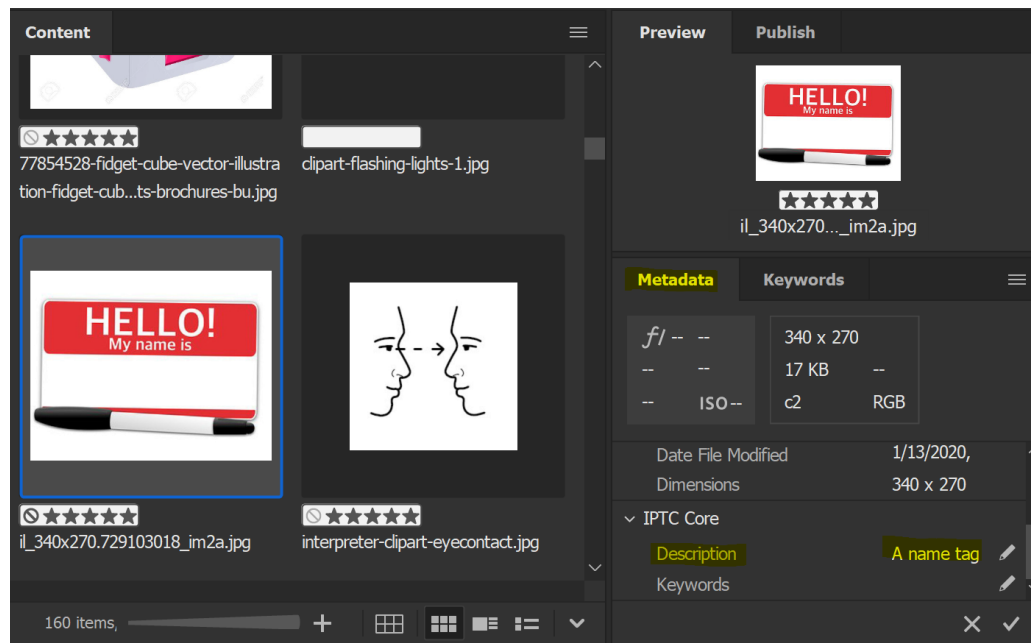 Content
77854528-fidget-cube-vector-illustra
tion-fidget-cub...ts-brochures-bu.jpg
clipart-flashing-lights-1.jpg
HELLO!
My name is
il_340x270.729103018_im2a.jpg
interpreter-clipart-eyecontact.jpg
160 items,
Preview Publish
HELLO!
My name is
il_340x270..._im2a.jpg
Metadata Keywords
f/ -- --
-- --
-- ISO--
340 x 270
17 KB --
c2 RGB
Date File Modified 1/13/2020,
Dimensions 340 x 270
IPTC Core
Description A name tag
Keywords